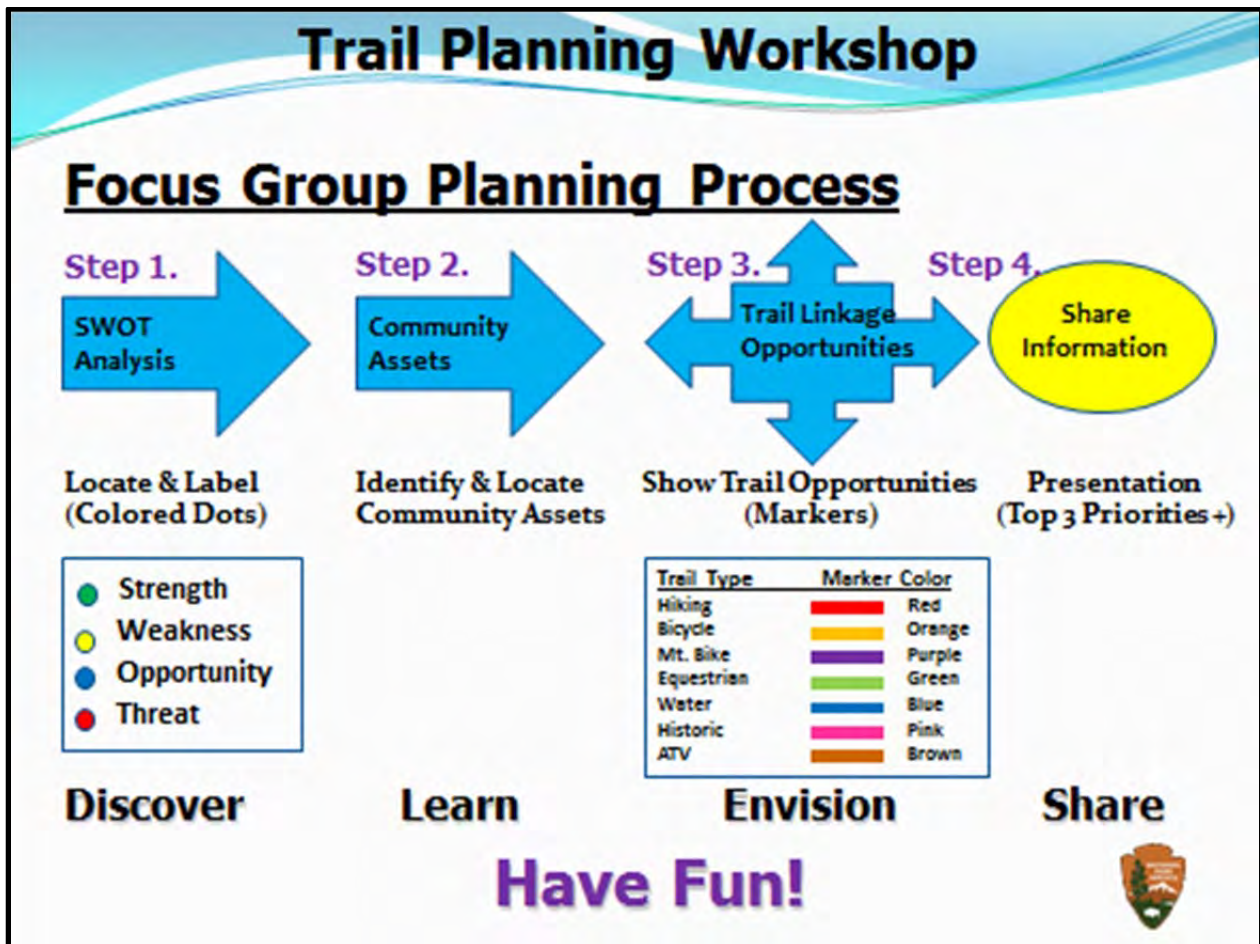 Trail Planning Workshop
Focus Group Planning Process
Step 1.
SWOT
Analysis
Locate & Label
(Colored Dots)
Strength
Weakness
Opportunity
Threat
Discover
Step 2.
Community
Assets
Identify & Locate
Community Assets
Learn
Step 3.
Trail Linkage
Opportunities
Show Trail Opportunities
(Markers)
Trail Type Marker Color
Hiking Red
Bicycle Orange
Mt. Bike Purple
Equestrian Green
Water Blue
Historic Pink
ATV Brown
Envision
Step 4.
Share
Information
Presentation
(Top 3 Priorities+)
Share
Have Fun!